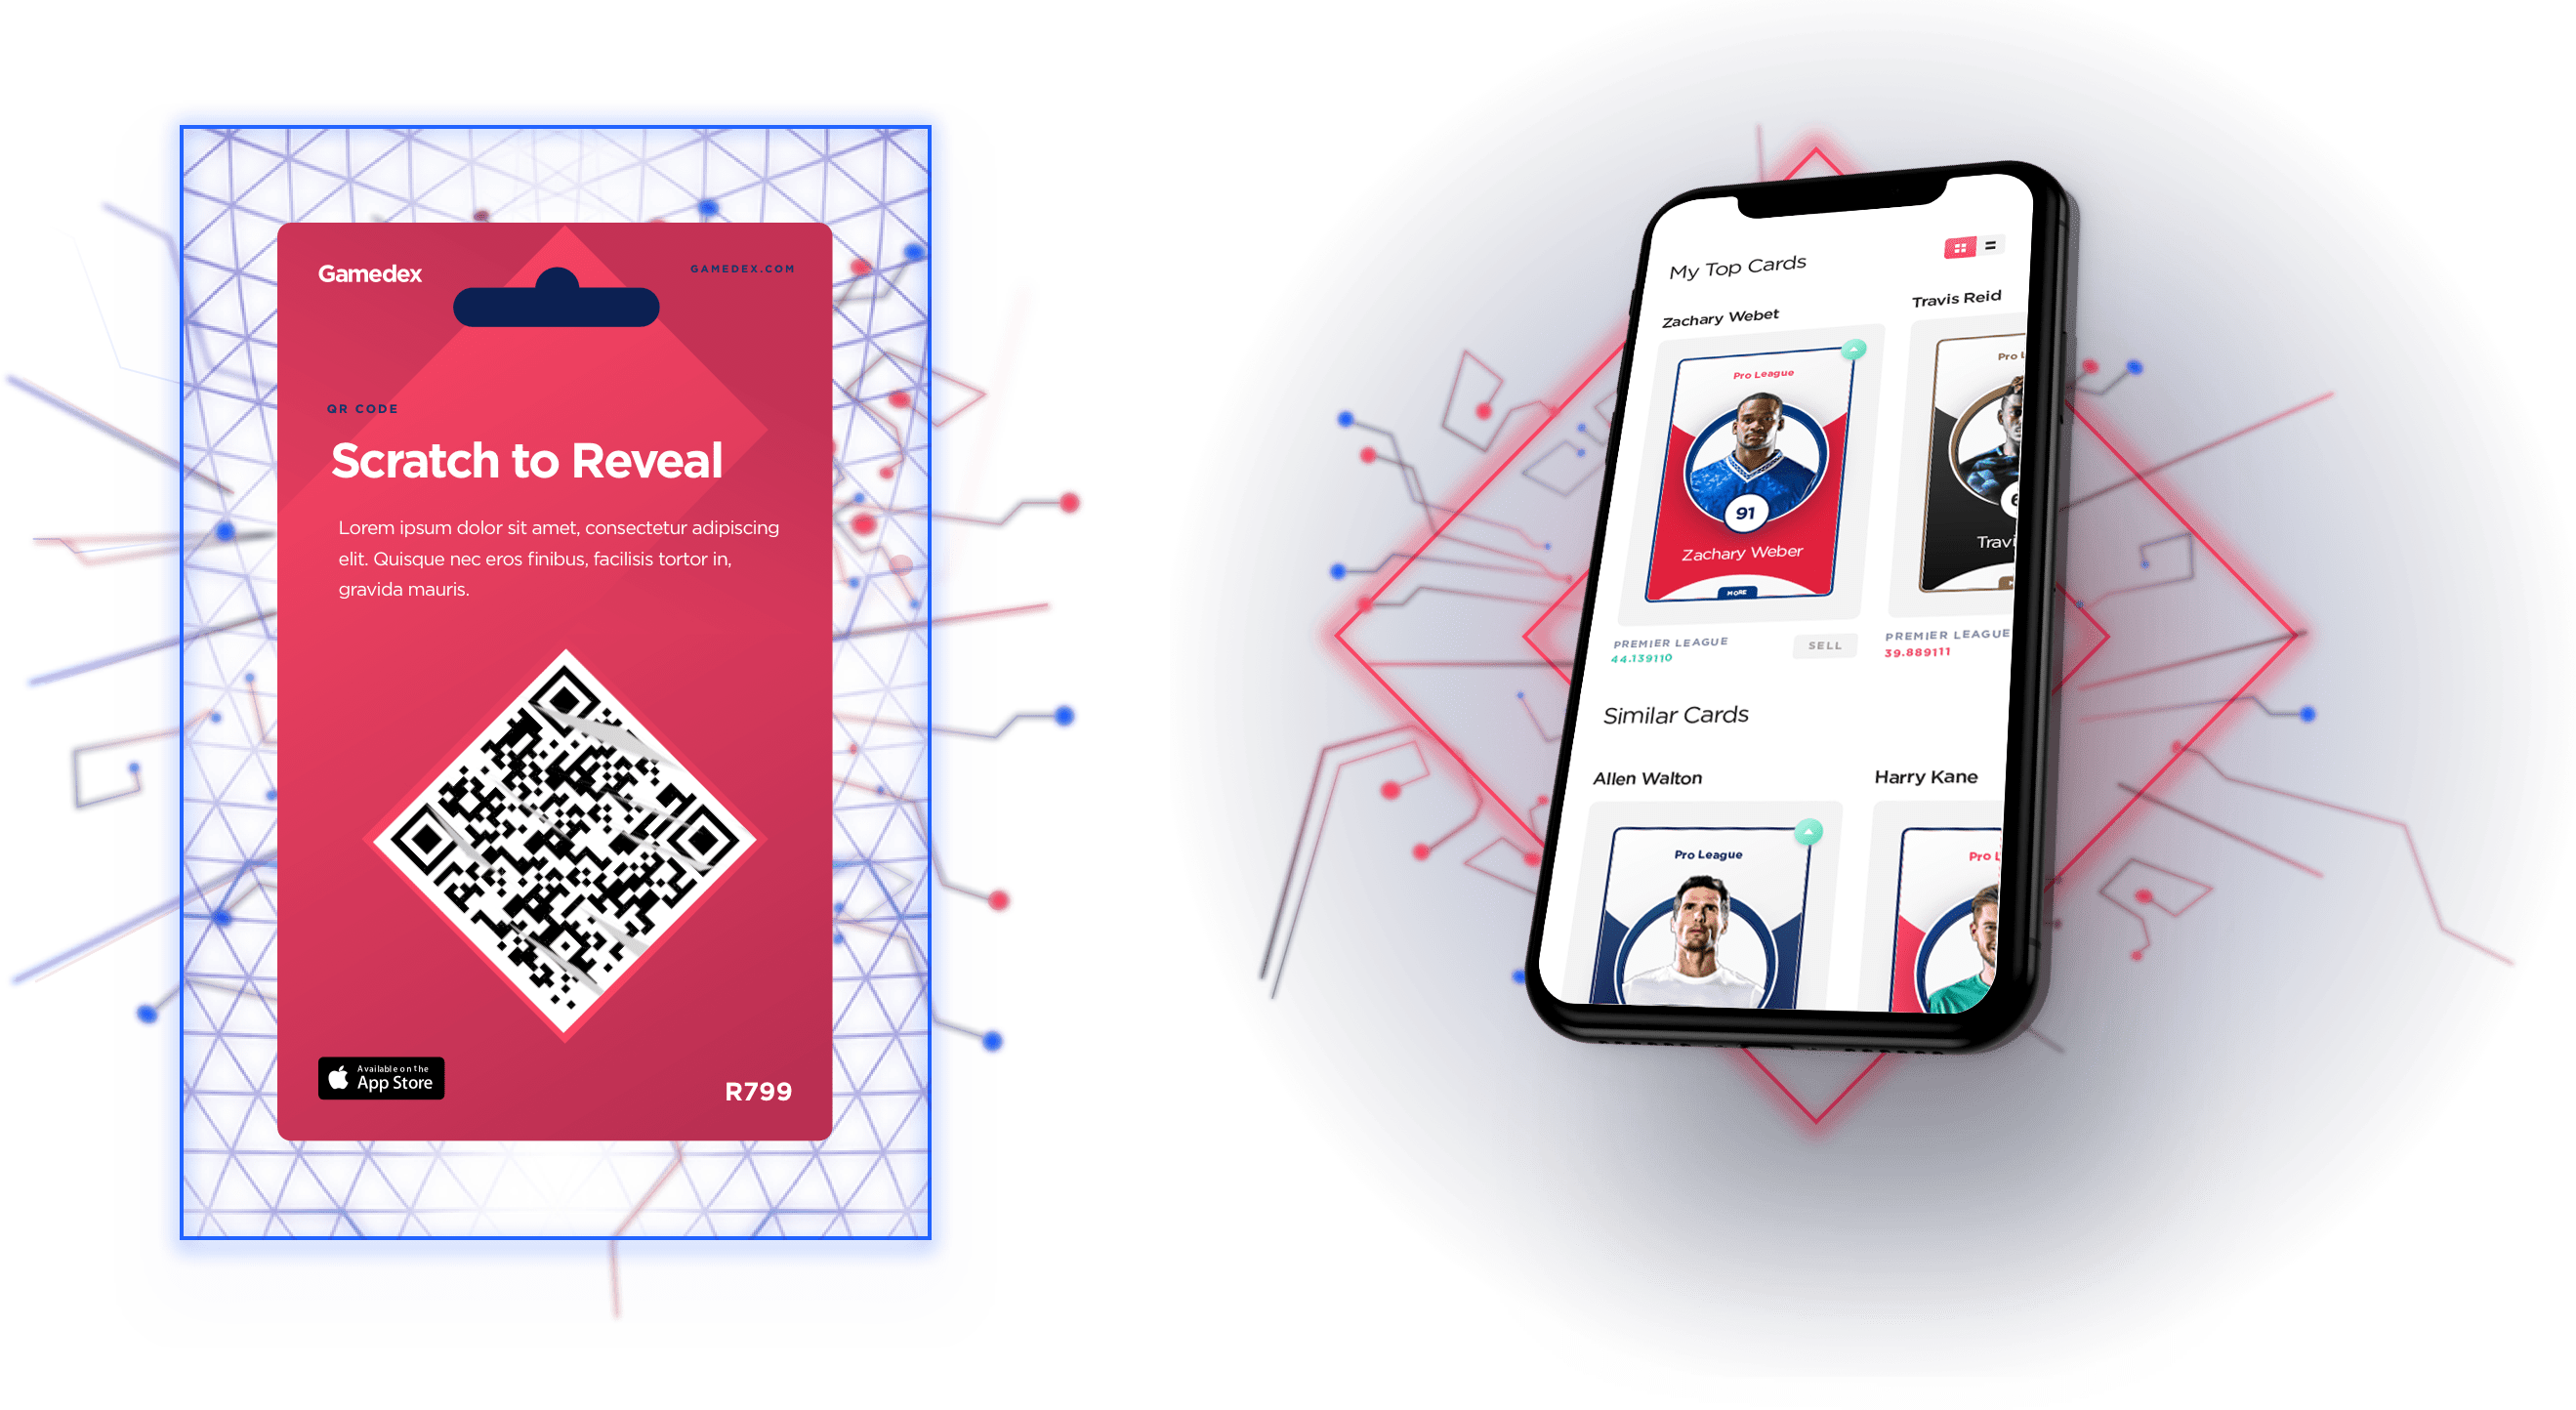 Gamedex
GAMEDEX.COM
QR CODE
Scratch to Reveal
Lorem ipsum dolor sit amet, consectetur adipiscing
elit. Quisque nec eros finibus, facilisis tortor in,
gravida mauris.
Available on the
App Store
R799
My Top Cards
Zachary Webet
Travis Reid
Pro League
Pro L
91
6
Zachary Weber
Travi
MORE
PREMIER LEAGUE
44.139110
SELL
PREMIER LEAGUE
39.889111
Similar Cards
Allen Walton
Harry Kane
Pro League
Pro L